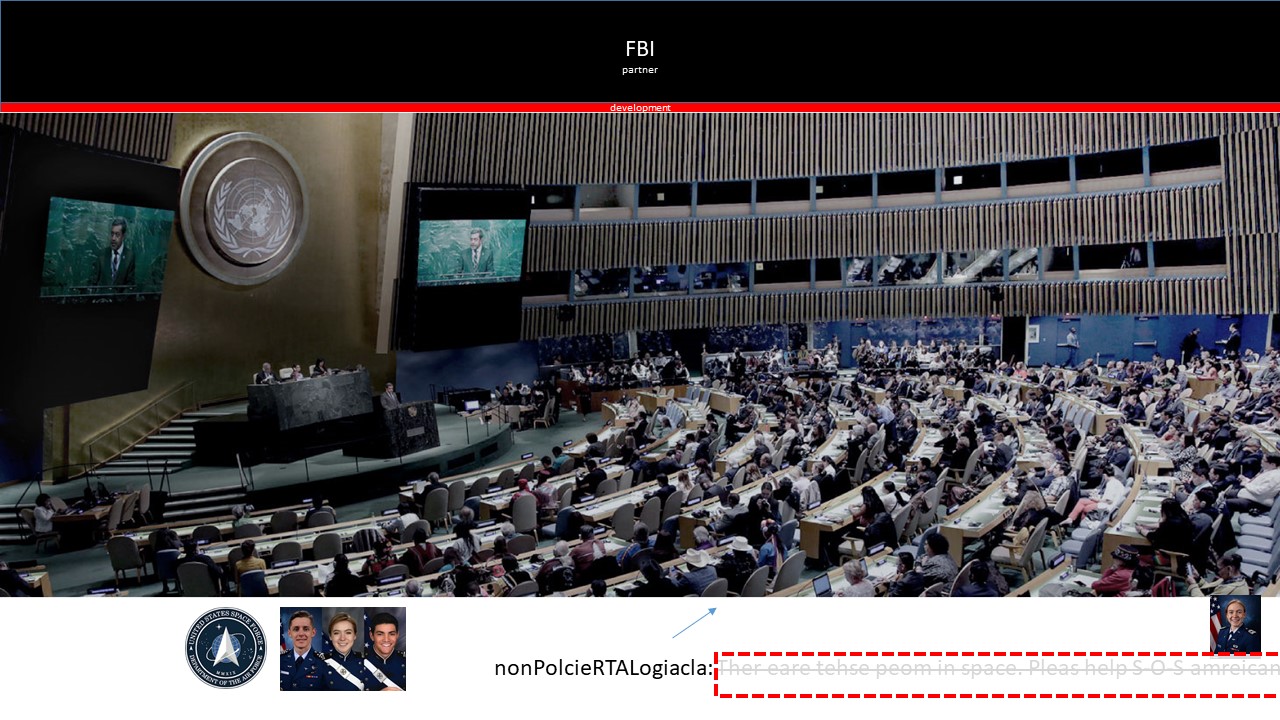 FBI
partner
development
UNITED STATES SPACE FORCE
DEPARTMENT OF THE AIR FORCE
MMXIX
nonPolcieRTALogiacla: Ther eare tehse peom in space. Pleas help S-O-S amreican